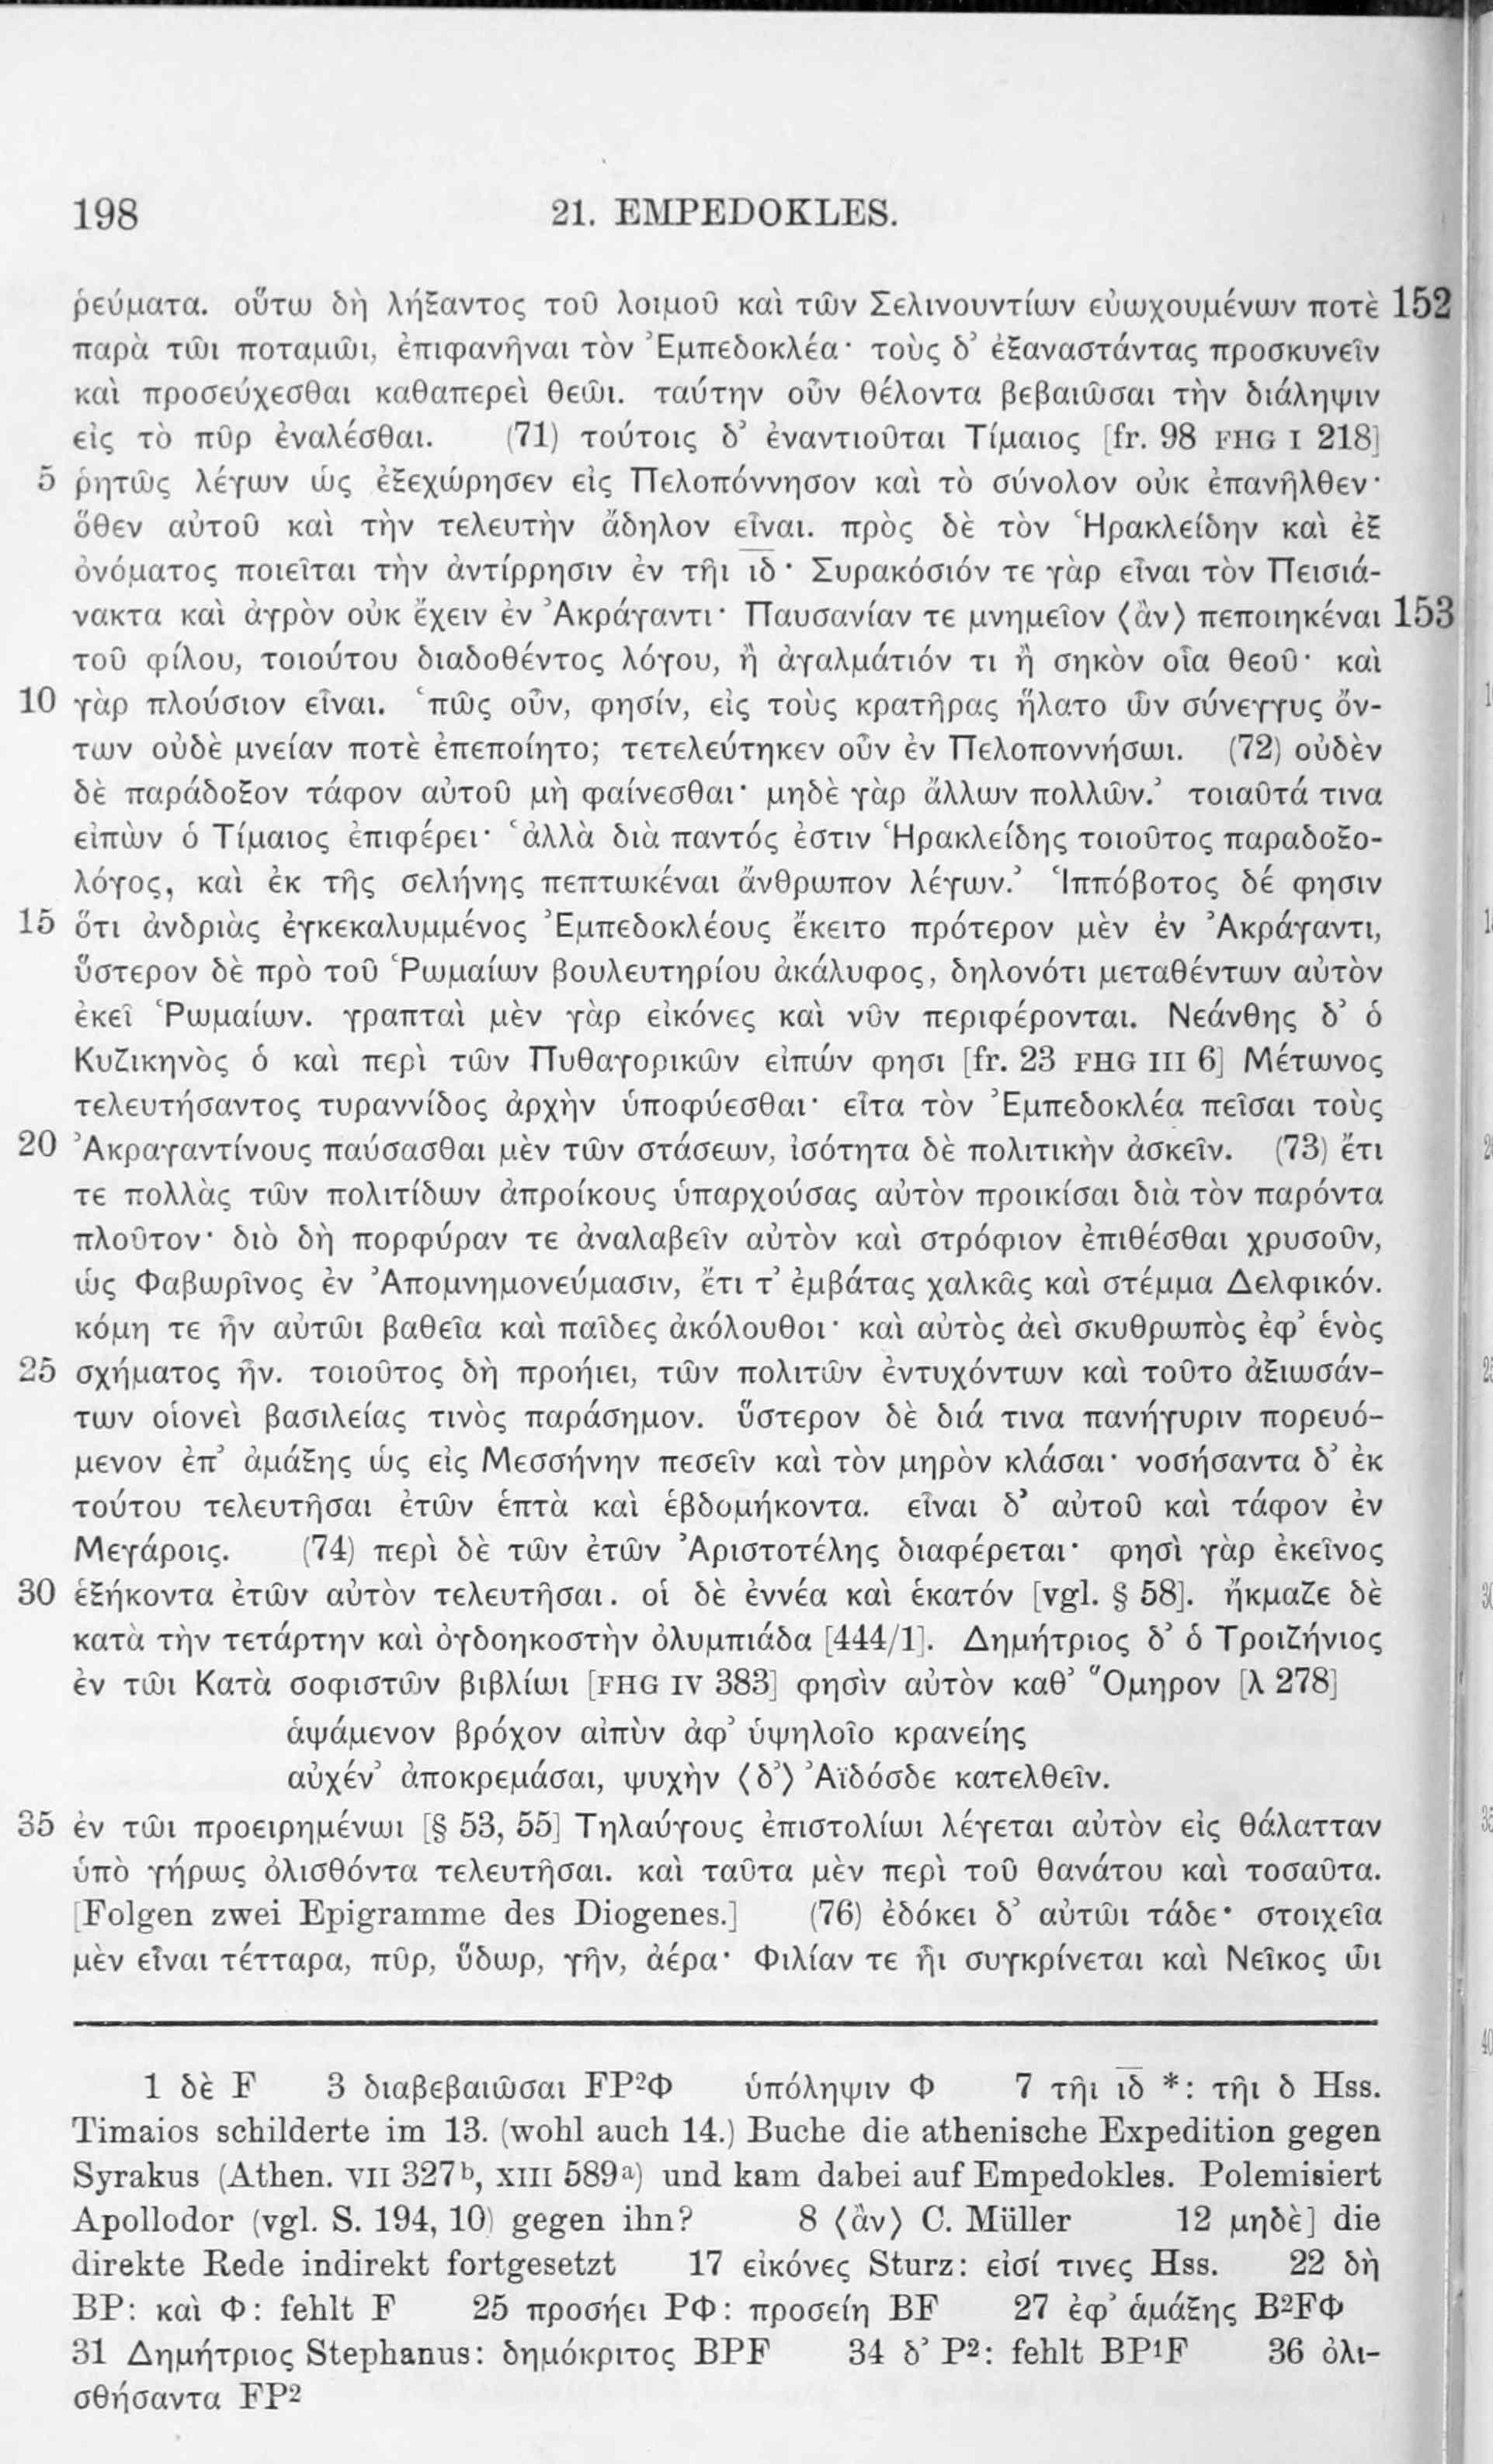 198 21. EMPEDOKLES.
ῥεύματα. οὕτω δὴ λήξαντος τοῦ λοιμοῦ καὶ τῶν Σελινουντίων εὐωχουμένων ποτὲ 152
παρὰ τῶι ποταμῶι, ἐπιφανῆναι τὸν Ἐμπεδοκλέα· τοὺς δ' ἐξαναστάντας προσκυνεῖν
καὶ προσεύχεσθαι καθαπερεὶ θεῶι. ταύτην οὖν θέλοντα βεβαιῶσαι τὴν διάληψιν
εἰς τὸ πῦρ ἐναλέσθαι. (71) τούτοις δ' ἐναντιοῦται Τίμαιος [fr. 98 FHG I 218]
5 ῥητῶς λέγων ὡς ἐξεχώρησεν εἰς Πελοπόννησον καὶ τὸ σύνολον οὐκ ἐπανῆλθεν·
ὅθεν αὐτοῦ καὶ τὴν τελευτὴν ἄδηλον εἶναι. πρὸς δὲ τὸν Ἡρακλείδην καὶ ἐξ
ὀνόματος ποιεῖται τὴν ἀντίρρησιν ἐν τῆι ι̅δ̅· Συρακόσιόν τε γὰρ εἶναι τὸν Πεισιά-
νακτα καὶ ἀγρὸν οὐκ ἔχειν ἐν Ἀκράγαντι· Παυσανίαν τε μνημεῖον ⟨ἂν⟩ πεποιηκέναι 153
τοῦ φίλου, τοιούτου διαδοθέντος λόγου, ἢ ἀγαλμάτιόν τι ἢ σηκὸν οἷα θεοῦ· καὶ
10 γὰρ πλούσιον εἶναι. ‘πῶς οὖν, φησίν, εἰς τοὺς κρατῆρας ἥλατο ὧν σύνεγγυς ὄν-
των οὐδὲ μνείαν ποτὲ ἐπεποίητο; τετελεύτηκεν οὖν ἐν Πελοποννήσωι. (72) οὐδὲν
δὲ παράδοξον τάφον αὐτοῦ μὴ φαίνεσθαι· μηδὲ γὰρ ἄλλων πολλῶν.’ τοιαῦτά τινα
εἰπὼν ὁ Τίμαιος ἐπιφέρει· ‘ἀλλὰ διὰ παντός ἐστιν Ἡρακλείδης τοιοῦτος παραδοξο-
λόγος, καὶ ἐκ τῆς σελήνης πεπτωκέναι ἄνθρωπον λέγων.’ Ἱππόβοτος δέ φησιν
15 ὅτι ἀνδριὰς ἐγκεκαλυμμένος Ἐμπεδοκλέους ἔκειτο πρότερον μὲν ἐν Ἀκράγαντι,
ὕστερον δὲ πρὸ τοῦ Ῥωμαίων βουλευτηρίου ἀκάλυφος, δηλονότι μεταθέντων αὐτὸν
ἐκεῖ Ῥωμαίων. γραπταὶ μὲν γὰρ εἰκόνες καὶ νῦν περιφέρονται. Νεάνθης δ' ὁ
Κυζικηνὸς ὁ καὶ περὶ τῶν Πυθαγορικῶν εἰπών φησι [fr. 23 FHG III 6] Μέτωνος
τελευτήσαντος τυραννίδος ἀρχὴν ὑποφύεσθαι· εἶτα τὸν Ἐμπεδοκλέα πεῖσαι τοὺς
20 Ἀκραγαντίνους παύσασθαι μὲν τῶν στάσεων, ἰσότητα δὲ πολιτικὴν ἀσκεῖν. (73) ἔτι
τε πολλὰς τῶν πολιτίδων ἀπροίκους ὑπαρχούσας αὐτὸν προικίσαι διὰ τὸν παρόντα
πλοῦτον· διὸ δὴ πορφύραν τε ἀναλαβεῖν αὐτὸν καὶ στρόφιον ἐπιθέσθαι χρυσοῦν,
ὡς Φαβωρῖνος ἐν Ἀπομνημονεύμασιν, ἔτι τ' ἐμβάτας χαλκᾶς καὶ στέμμα Δελφικόν.
κόμη τε ἦν αὐτῶι βαθεῖα καὶ παῖδες ἀκόλουθοι· καὶ αὐτὸς ἀεὶ σκυθρωπὸς ἐφ' ἑνὸς
25 σχήματος ἦν. τοιοῦτος δὴ προήιει, τῶν πολιτῶν ἐντυχόντων καὶ τοῦτο ἀξιωσάν-
των οἱονεὶ βασιλείας τινὸς παράσημον. ὕστερον δὲ διά τινα πανήγυριν πορευό-
μενον ἐπ' ἀμάξης ὡς εἰς Μεσσήνην πεσεῖν καὶ τὸν μηρὸν κλάσαι· νοσήσαντα δ' ἐκ
τούτου τελευτῆσαι ἐτῶν ἑπτὰ καὶ ἑβδομήκοντα. εἶναι δ' αὐτοῦ καὶ τάφον ἐν
Μεγάροις. (74) περὶ δὲ τῶν ἐτῶν Ἀριστοτέλης διαφέρεται· φησὶ γὰρ ἐκεῖνος
30 ἑξήκοντα ἐτῶν αὐτὸν τελευτῆσαι. οἱ δὲ ἐννέα καὶ ἑκατόν [vgl. § 58]. ἤκμαζε δὲ
κατὰ τὴν τετάρτην καὶ ὀγδοηκοστὴν ὀλυμπιάδα [444/1]. Δημήτριος δ' ὁ Τροιζήνιος
ἐν τῶι Κατὰ σοφιστῶν βιβλίωι [FHG IV 383] φησὶν αὐτὸν καθ' Ὅμηρον [λ 278]
ἁψάμενον βρόχον αἰπὺν ἀφ' ὑψηλοῖο κρανείης
αὐχέν' ἀποκρεμάσαι, ψυχὴν ⟨δ'⟩ Ἀϊδόσδε κατελθεῖν.
35 ἐν τῶι προειρημένωι [§ 53, 55] Τηλαύγους ἐπιστολίωι λέγεται αὐτὸν εἰς θάλατταν
ὑπὸ γήρως ὀλισθόντα τελευτῆσαι. καὶ ταῦτα μὲν περὶ τοῦ θανάτου καὶ τοσαῦτα.
[Folgen zwei Epigramme des Diogenes.] (76) ἐδόκει δ' αὐτῶι τάδε· στοιχεῖα
μὲν εἶναι τέτταρα, πῦρ, ὕδωρ, γῆν, ἀέρα· Φιλίαν τε ἧι συγκρίνεται καὶ Νεῖκος ὧι
1 δὲ F 3 διαβεβαιῶσαι FP²Φ ὑπόληψιν Φ 7 τῆι ι̅δ̅ *: τῆι δ Hss.
Timaios schilderte im 13. (wohl auch 14.) Buche die athenische Expedition gegen
Syrakus (Athen. VII 327ᵇ, XIII 589ᵃ) und kam dabei auf Empedokles. Polemisiert
Apollodor (vgl. S. 194, 10) gegen ihn? 8 ⟨ἂν⟩ C. Müller 12 μηδὲ] die
direkte Rede indirekt fortgesetzt 17 εἰκόνες Sturz: εἰσί τινες Hss. 22 δὴ
BP: καὶ Φ: fehlt F 25 προσήει PΦ: προσείη BF 27 ἐφ' ἁμάξης B²FΦ
31 Δημήτριος Stephanus: δημόκριτος BPF 34 δ' P²: fehlt BP¹F 36 ὀλι-
σθήσαντα FP²